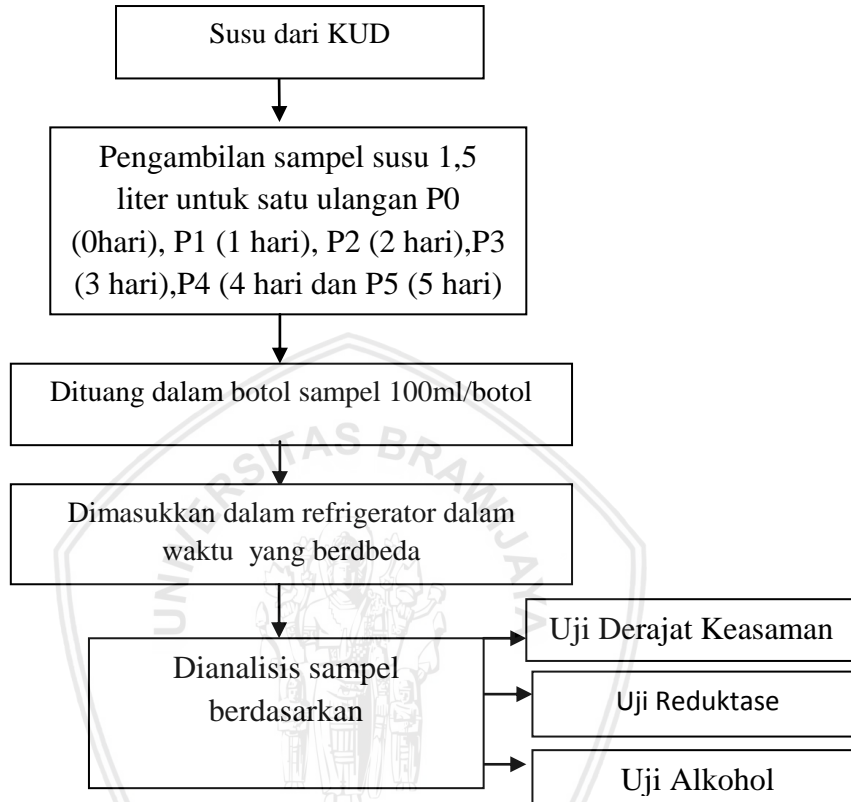 Susu dari KUD
Pengambilan sampel susu 1,5
liter untuk satu ulangan P0
(0hari), P1 (1 hari), P2 (2 hari),P3
(3 hari),P4 (4 hari dan P5 (5 hari)
Dituang dalam botol sampel 100ml/botol
UNIVERSITAS BRAWIJAYA
Dimasukkan dalam refrigerator dalam
waktu yang berdbeda
Dianalisis sampel
berdasarkan
Uji Derajat Keasaman
Uji Reduktase
Uji Alkohol